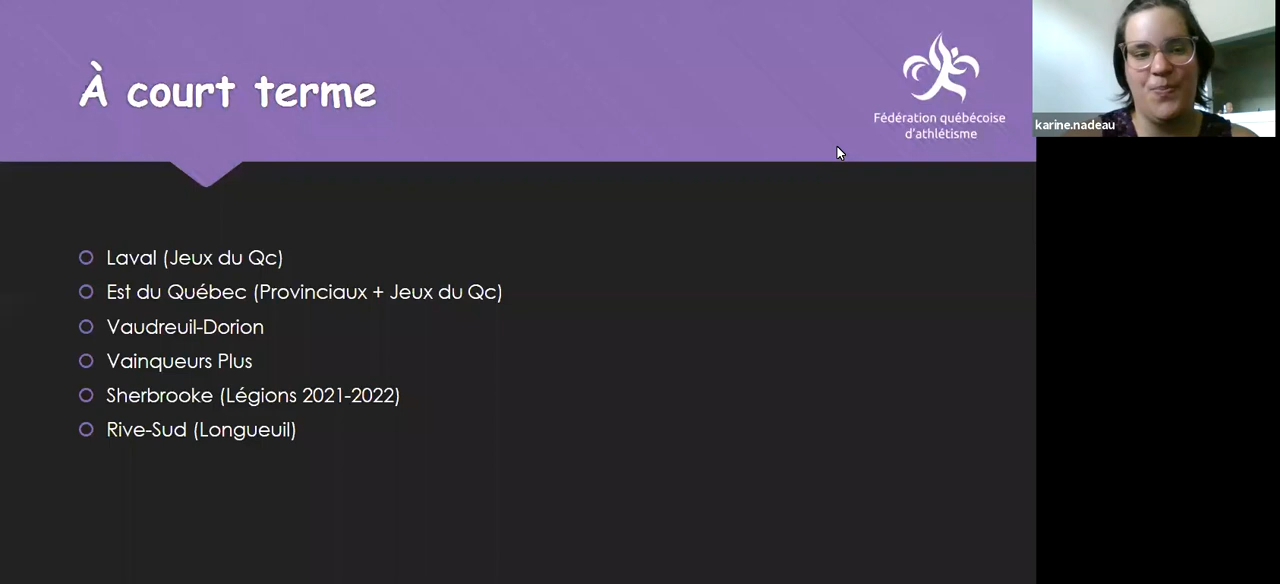 À court terme
Fédération québécoise
d'athlétisme
karine.nadeau
Laval (Jeux du Qc)
Est du Québec (Provinciaux + Jeux du Qc)
Vaudreuil-Dorion
Vainqueurs Plus
Sherbrooke (Légions 2021-2022)
Rive-Sud (Longueuil)